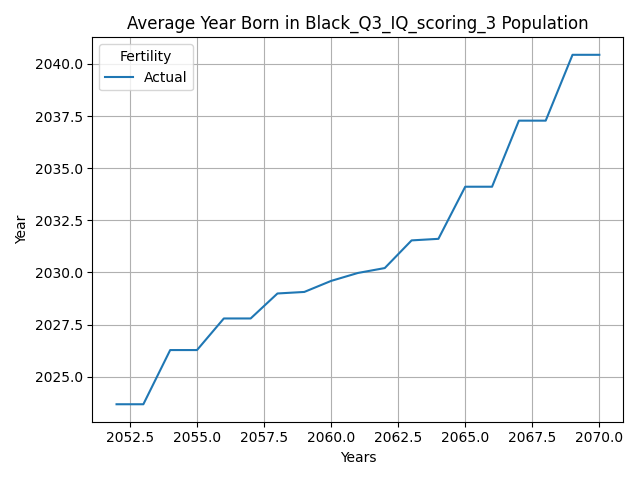 Average Year Born in Black_Q3_IQ_scoring_3 Population
Fertility
Actual
2040.0
2037.5
2035.0
2032.5
2030.0
2027.5
2025.0
Year
2052.5 2055.0 2057.5 2060.0 2062.5 2065.0 2067.5 2070.0
Years